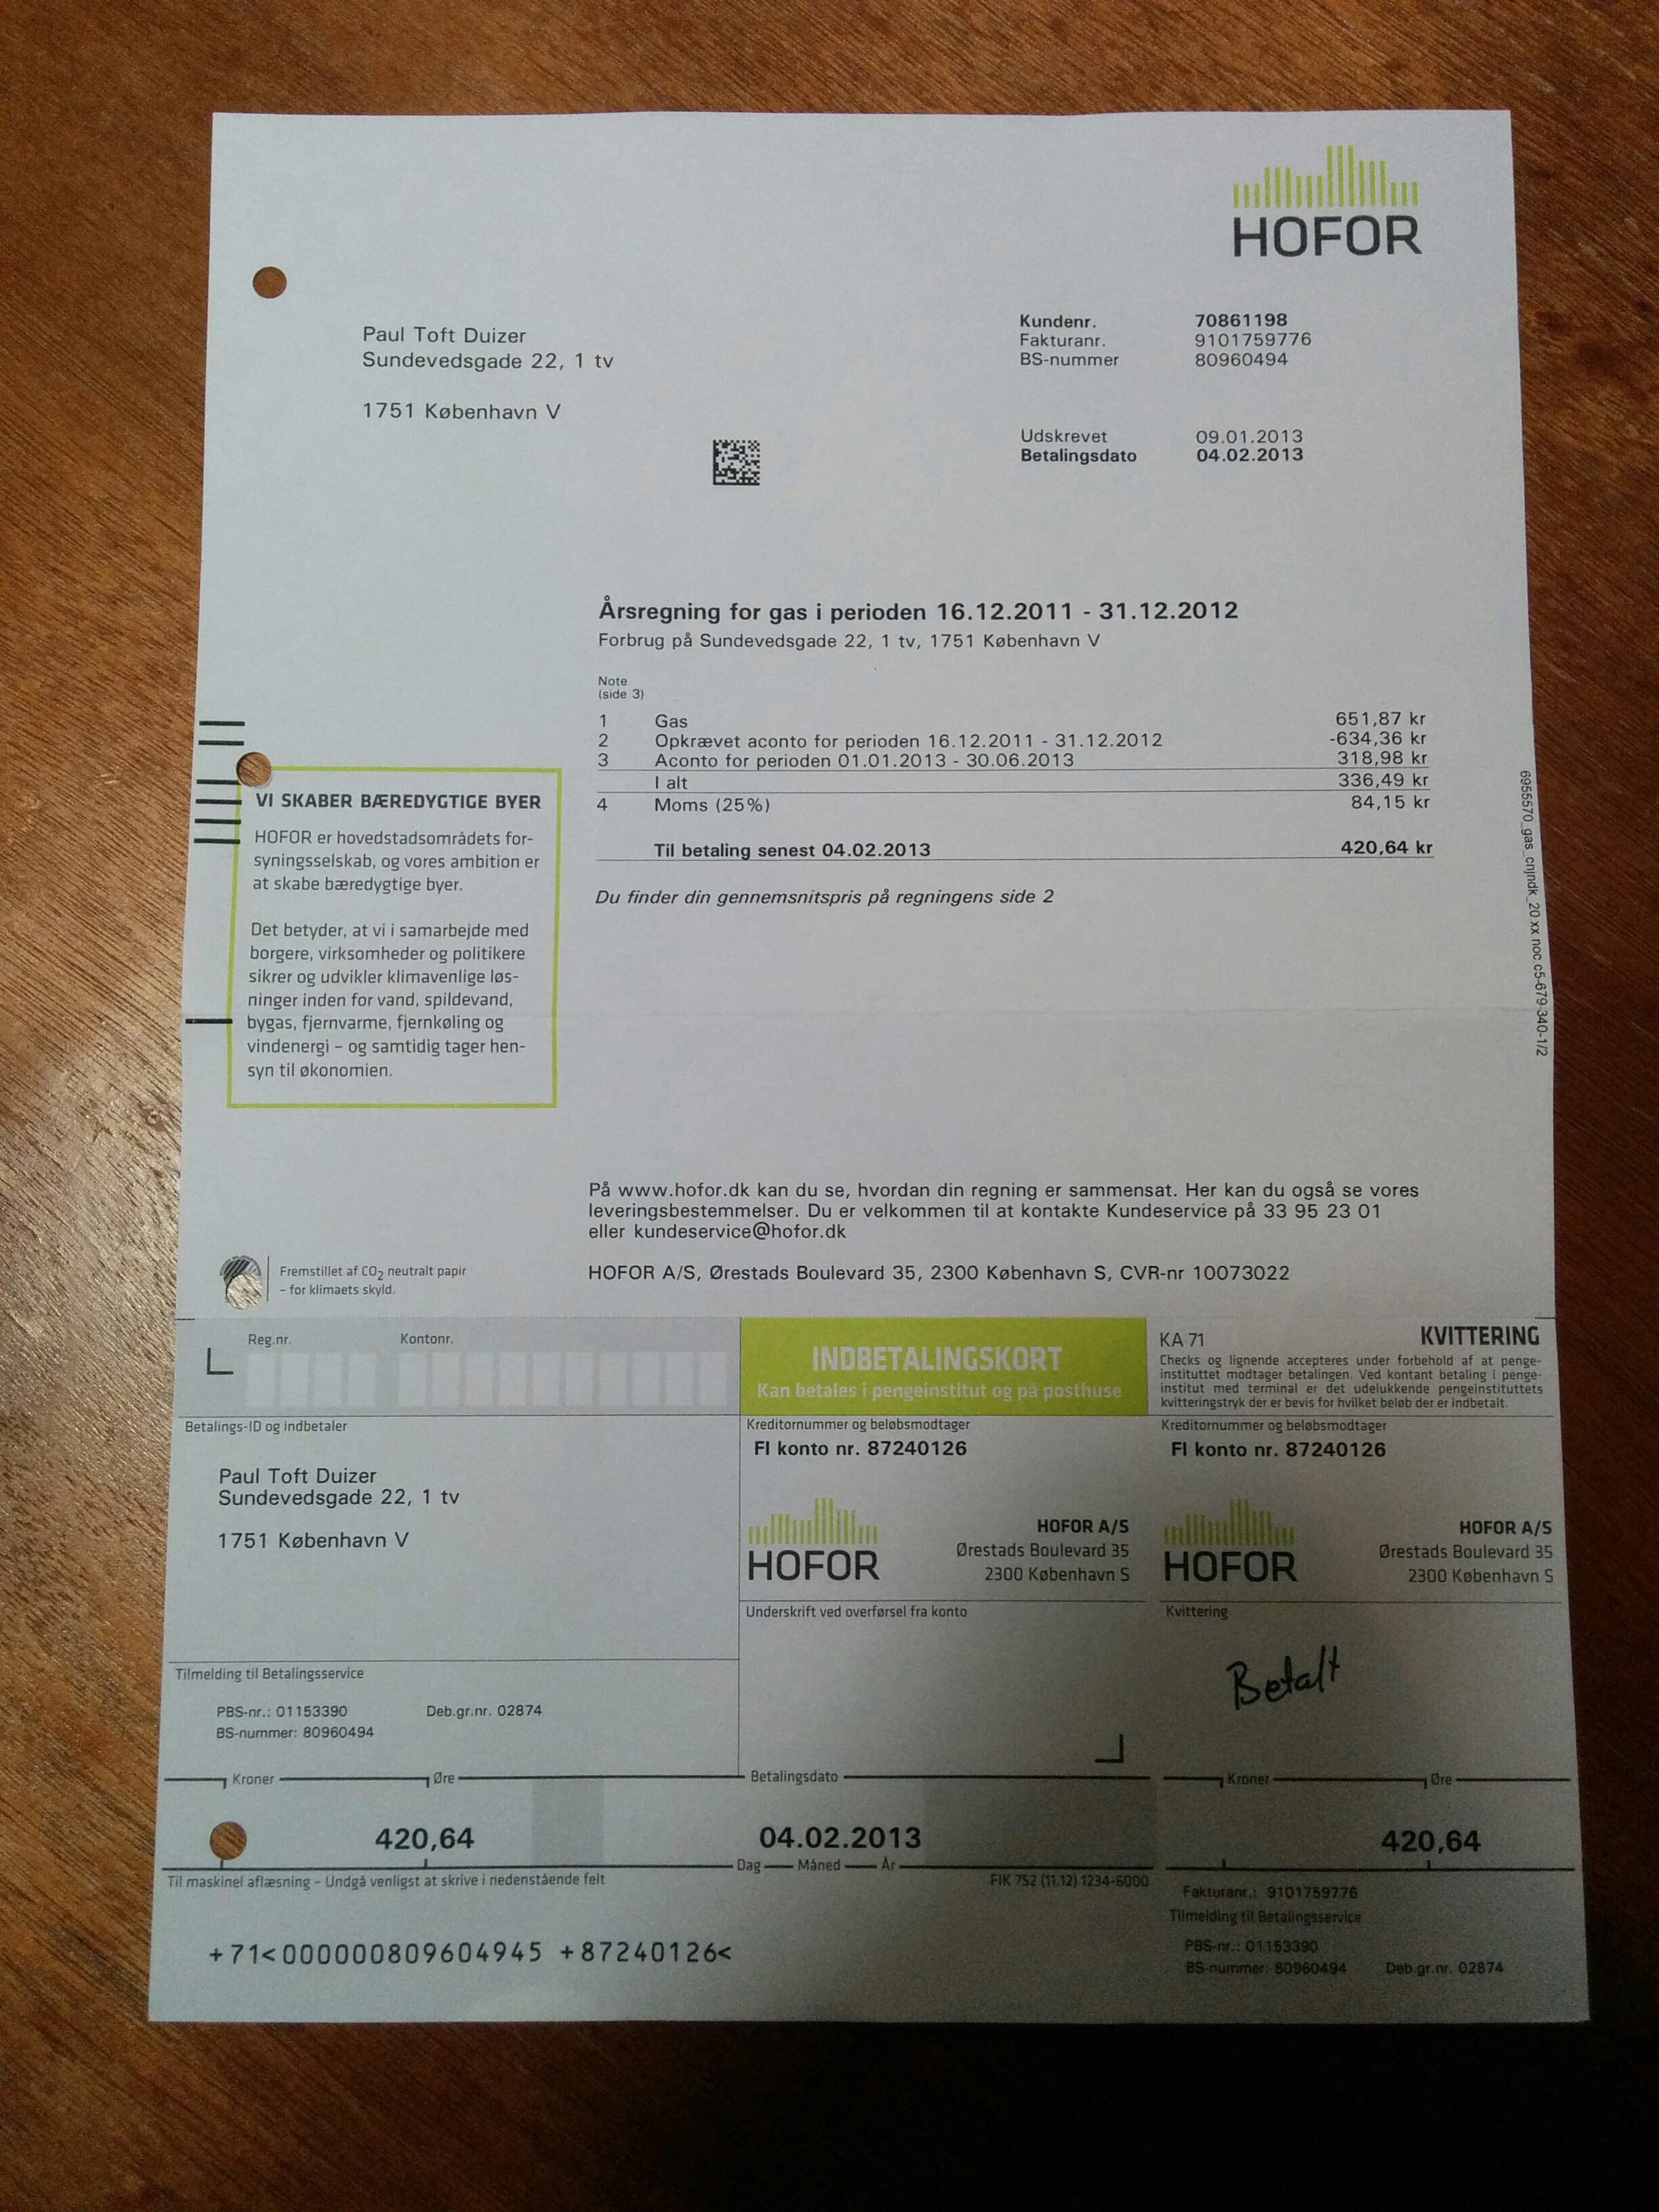 HOFOR
Paul Toft Duizer
Sundevedsgade 22, 1 tv
1751 København V
Kundenr. 70861198
Fakturanr. 9101759776
BS-nummer 80960494
Udskrevet 09.01.2013
Betalingsdato 04.02.2013
Årsregning for gas i perioden 16.12.2011 - 31.12.2012
Forbrug på Sundevedsgade 22, 1 tv, 1751 København V
Note
(side 3)
1 Gas 651,87 kr
2 Opkrævet aconto for perioden 16.12.2011 - 31.12.2012 -634,36 kr
3 Aconto for perioden 01.01.2013 - 30.06.2013 318,98 kr
I alt 336,49 kr
4 Moms (25%) 84,15 kr
Til betaling senest 04.02.2013 420,64 kr
Du finder din gennemsnitspris på regningens side 2
VI SKABER BÆREDYGTIGE BYER
HOFOR er hovedstadsområdets for-
syningsselskab, og vores ambition er
at skabe bæredygtige byer.
Det betyder, at vi i samarbejde med
borgere, virksomheder og politikere
sikrer og udvikler klimavenlige løs-
ninger inden for vand, spildevand,
bygas, fjernvarme, fjernkøling og
vindenergi – og samtidig tager hen-
syn til økonomien.
6955570_gas_cnjndk_20 xx noc c5-679-340-1/2
På www.hofor.dk kan du se, hvordan din regning er sammensat. Her kan du også se vores
leveringsbestemmelser. Du er velkommen til at kontakte Kundeservice på 33 95 23 01
eller kundeservice@hofor.dk
HOFOR A/S, Ørestads Boulevard 35, 2300 København S, CVR-nr 10073022
Fremstillet af CO2 neutralt papir
– for klimaets skyld.
Reg.nr. Kontonr.
INDBETALINGSKORT
Kan betales i pengeinstitut og på posthuse
KA 71 KVITTERING
Checks og lignende accepteres under forbehold af at penge-
instituttet modtager betalingen. Ved kontant betaling i penge-
institut med terminal er det udelukkende pengeinstituttets
kvitteringstryk der er bevis for hvilket beløb der er indbetalt.
Betalings-ID og indbetaler
Paul Toft Duizer
Sundevedsgade 22, 1 tv
1751 København V
Kreditornummer og beløbsmodtager
FI konto nr. 87240126
HOFOR
HOFOR A/S
Ørestads Boulevard 35
2300 København S
Underskrift ved overførsel fra konto
Kreditornummer og beløbsmodtager
FI konto nr. 87240126
HOFOR
HOFOR A/S
Ørestads Boulevard 35
2300 København S
Kvittering
Betalt
Tilmelding til Betalingsservice
PBS-nr.: 01153390 Deb.gr.nr. 02874
BS-nummer: 80960494
Kroner Øre Betalingsdato Kroner Øre
420,64 04.02.2013 420,64
Dag Måned År
Til maskinel aflæsning – Undgå venligst at skrive i nedenstående felt
FIK 752 (11.12) 1234-6000
+71<000000809604945 +87240126<
Fakturanr.: 9101759776
Tilmelding til Betalingsservice
PBS-nr.: 01153390
BS-nummer: 80960494 Deb.gr.nr. 02874